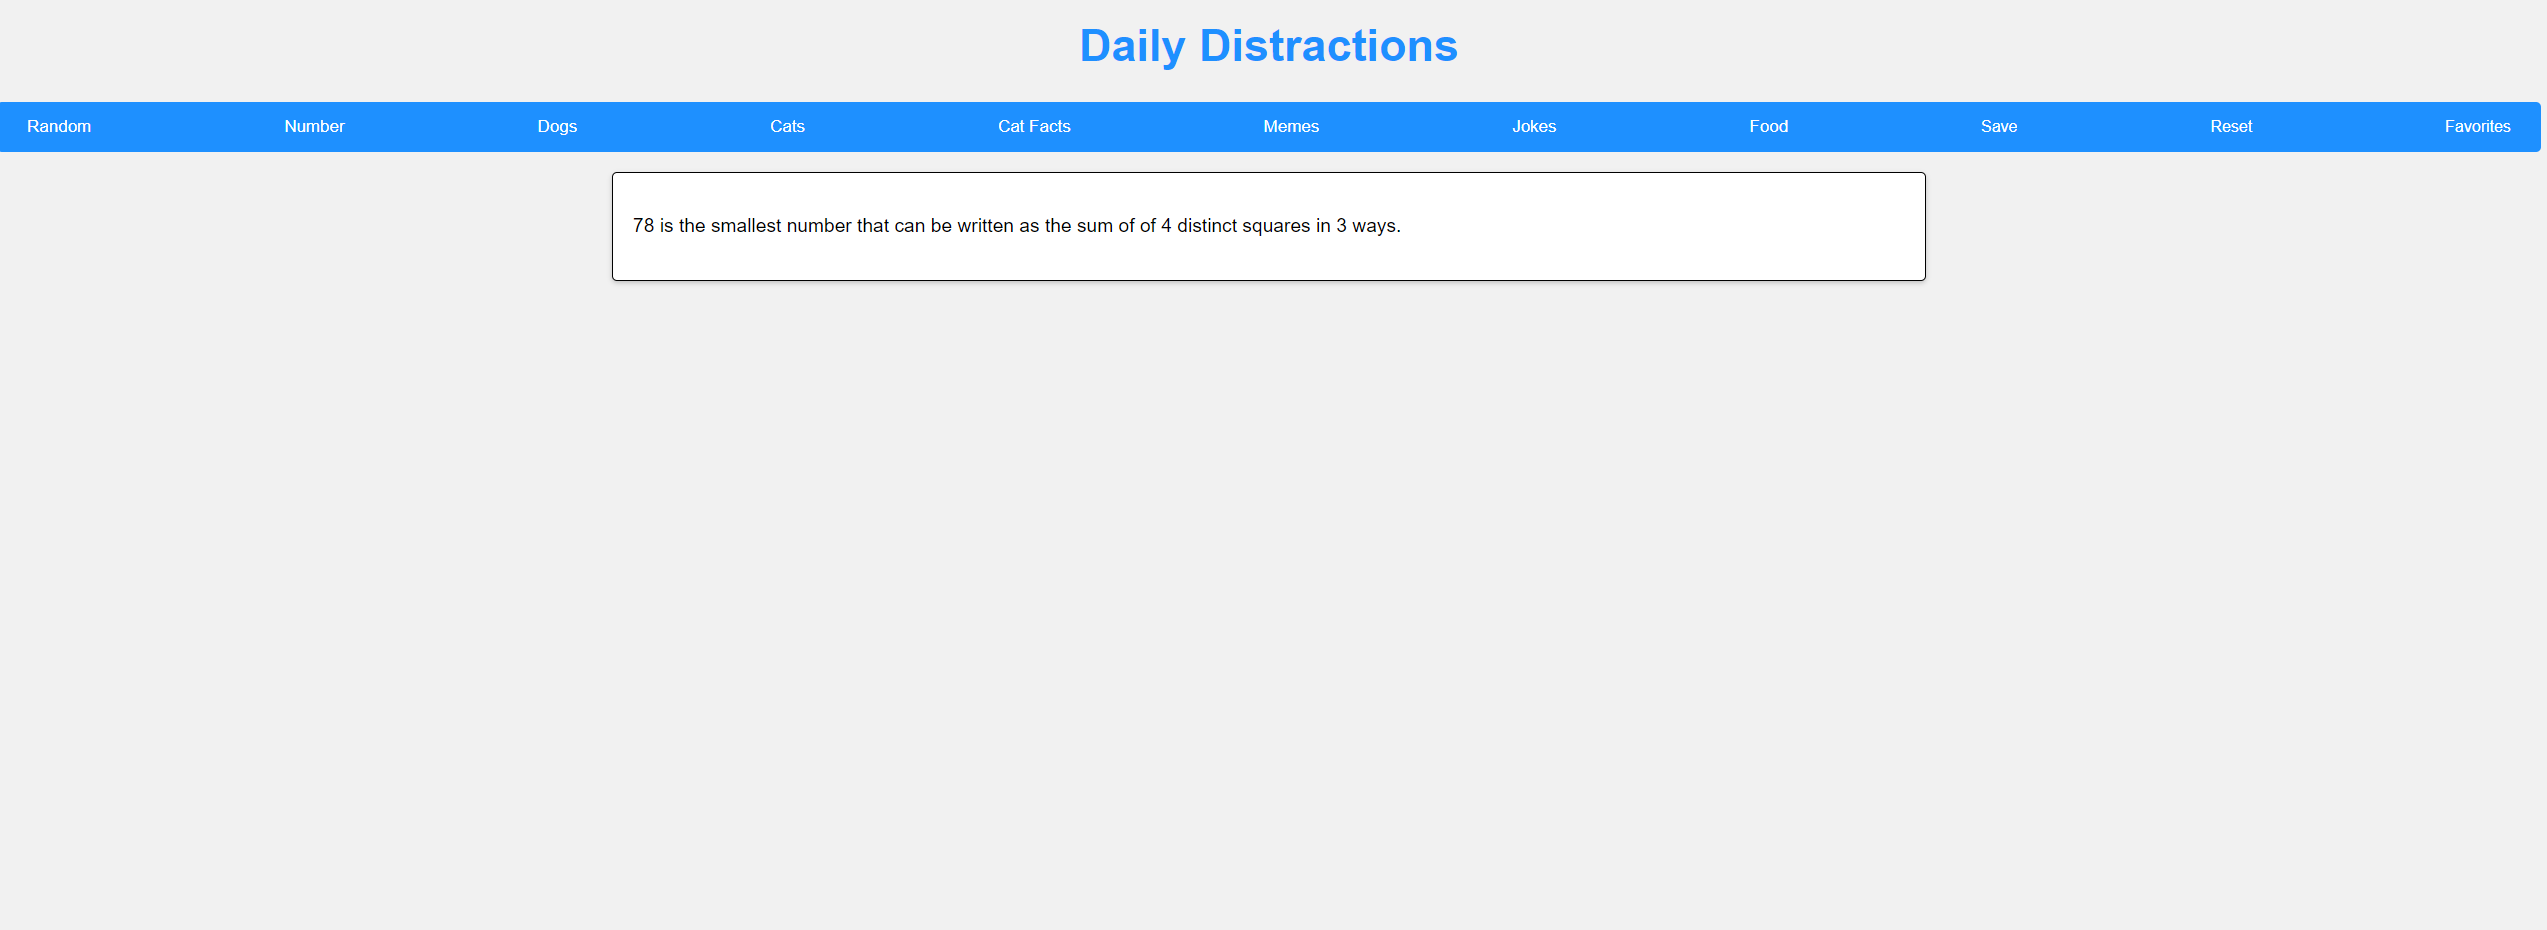 Daily Distractions
Random Number Dogs Cats Cat Facts Memes Jokes Food Save Reset Favorites
78 is the smallest number that can be written as the sum of of 4 distinct squares in 3 ways.